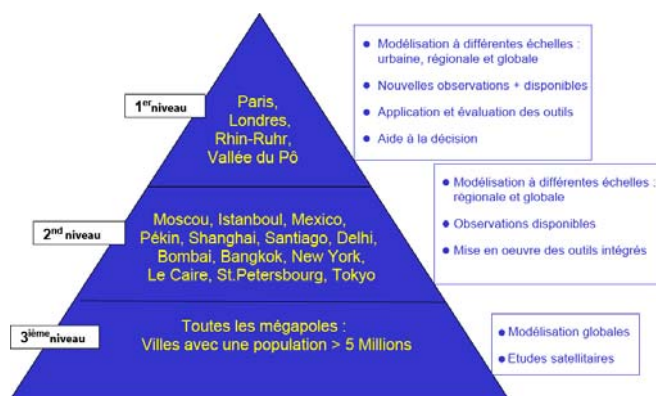 1er niveau
Paris,
Londres,
Rhin-Ruhr,
Vallée du Pô
● Modélisation à différentes échelles :
urbaine, régionale et globale
● Nouvelles observations + disponibles
● Application et évaluation des outils
● Aide à la décision
2nd niveau
Moscou, Istanboul, Mexico,
Pékin, Shanghai, Santiago, Delhi,
Bombai, Bangkok, New York,
Le Caire, St.Petersbourg, Tokyo
● Modélisation à différentes échelles :
régionale et globale
● Observations disponibles
● Mise en oeuvre des outils intégrés
3ième niveau
Toutes les mégapoles :
Villes avec une population > 5 Millions
● Modélisation globales
● Etudes satellitaires